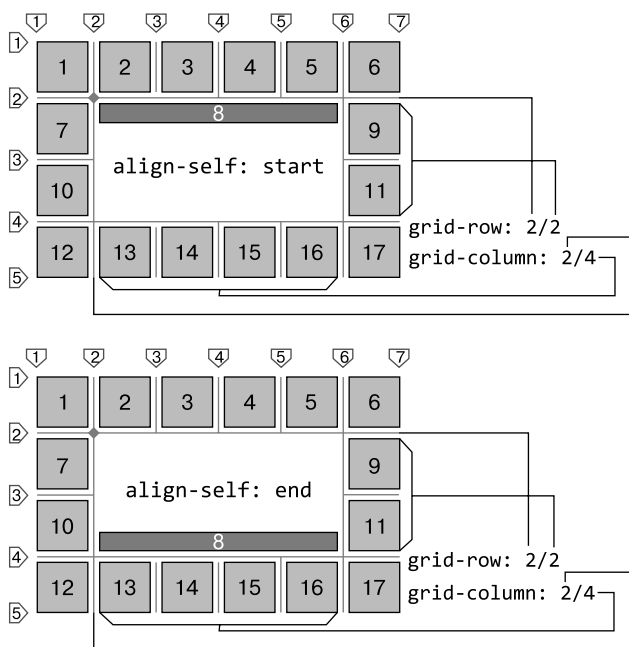 1 2 3 4 5 6 7
1
1 2 3 4 5 6
2
7 8 9
align-self: start
3
10 11
4
grid-row: 2/2
12 13 14 15 16 17
grid-column: 2/4
5
1 2 3 4 5 6 7
1
1 2 3 4 5 6
2
7 9
align-self: end
3
10 11
8
4
grid-row: 2/2
12 13 14 15 16 17
grid-column: 2/4
5